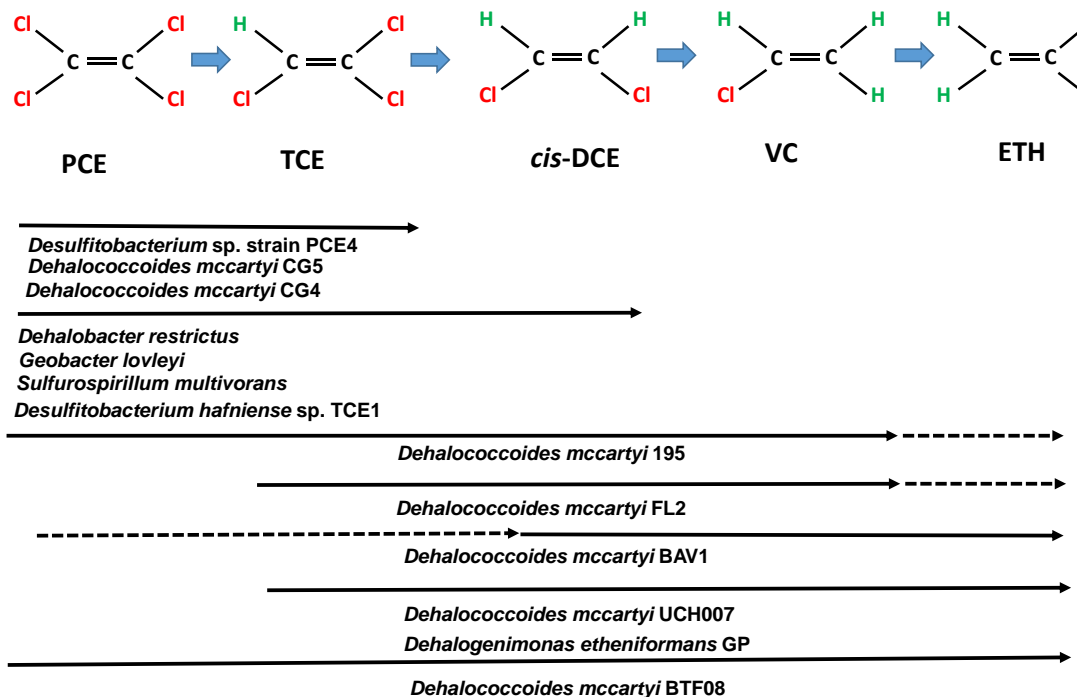 Cl Cl H Cl H H H H H
C C C C C C C C C
Cl Cl Cl Cl Cl Cl Cl H H
PCE TCE cis-DCE VC ETH
Desulfitobacterium sp. strain PCE4
Dehalococcoides mccartyi CG5
Dehalococcoides mccartyi CG4
Dehalobacter restrictus
Geobacter lovleyi
Sulfurospirillum multivorans
Desulfitobacterium hafniense sp. TCE1
Dehalococcoides mccartyi 195
Dehalococcoides mccartyi FL2
Dehalococcoides mccartyi BAV1
Dehalococcoides mccartyi UCH007
Dehalogenimonas etheniformans GP
Dehalococcoides mccartyi BTF08